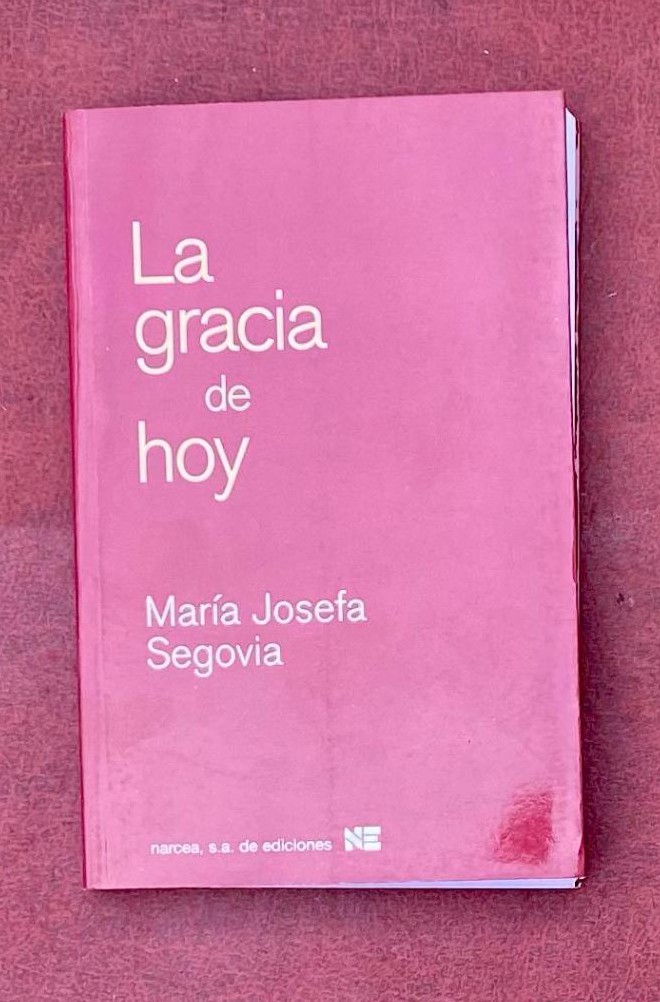 La
gracia
de
hoy
María Josefa
Segovia
narcea, s.a. de ediciones NE